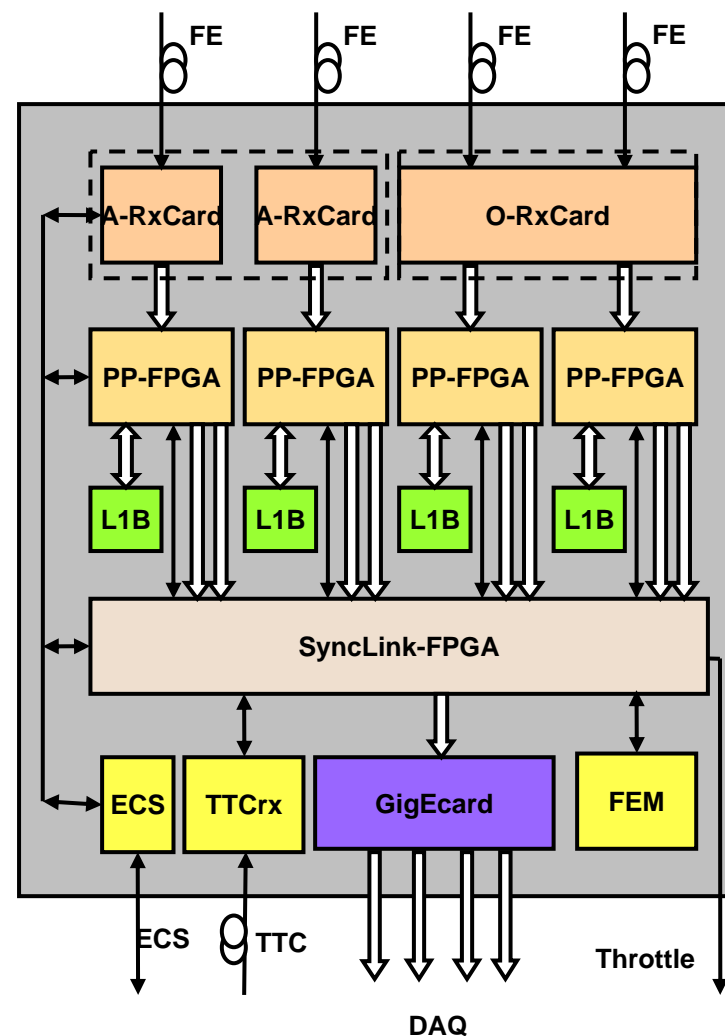 FE FE FE FE
A-RxCard A-RxCard O-RxCard
PP-FPGA PP-FPGA PP-FPGA PP-FPGA
L1B L1B L1B L1B
SyncLink-FPGA
ECS TTCrx GigEcard FEM
ECS TTC Throttle
DAQ